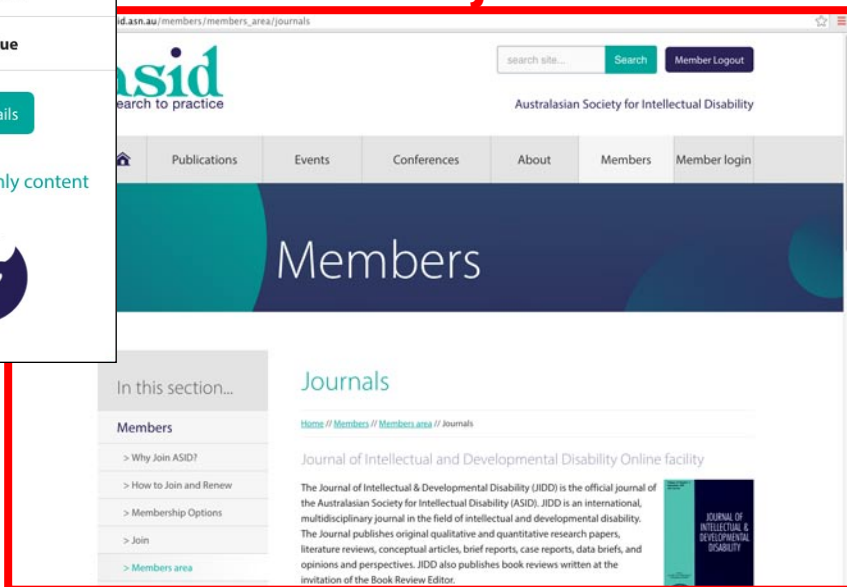 id.asn.au/members/members_area/journals
ue
ails
nly content
asid
earch to practice
search site...
Search
Member Logout
Australasian Society for Intellectual Disability
Publications
Events
Conferences
About
Members
Member login
Members
In this section...
Members
> Why Join ASID?
> How to Join and Renew
> Membership Options
> Join
> Members area
Journals
Home // Members // Members area // Journals
Journal of Intellectual and Developmental Disability Online facility
The Journal of Intellectual & Developmental Disability (JIDD) is the official journal of
the Australasian Society for Intellectual Disability (ASID). JIDD is an international,
multidisciplinary journal in the field of intellectual and developmental disability.
The Journal publishes original qualitative and quantitative research papers,
literature reviews, conceptual articles, brief reports, case reports, data briefs, and
opinions and perspectives. JIDD also publishes book reviews written at the
invitation of the Book Review Editor.
JOURNAL OF
INTELLECTUAL &
DEVELOPMENTAL
DISABILITY